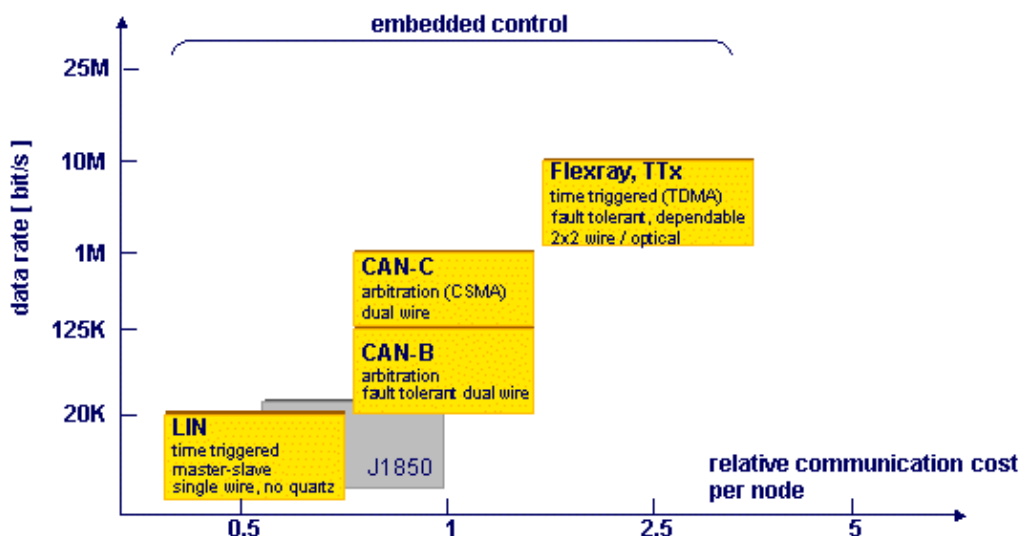 embedded control
25M
10M
1M
125K
20K
data rate [ bit/s ]
Flexray, TTx
time triggered (TDMA)
fault tolerant, dependable
2x2 wire / optical
CAN-C
arbitration (CSMA)
dual wire
CAN-B
arbitration
fault tolerant dual wire
LIN
time triggered
master-slave
single wire, no quartz
J1850
relative communication cost
per node
0.5
1
2.5
5